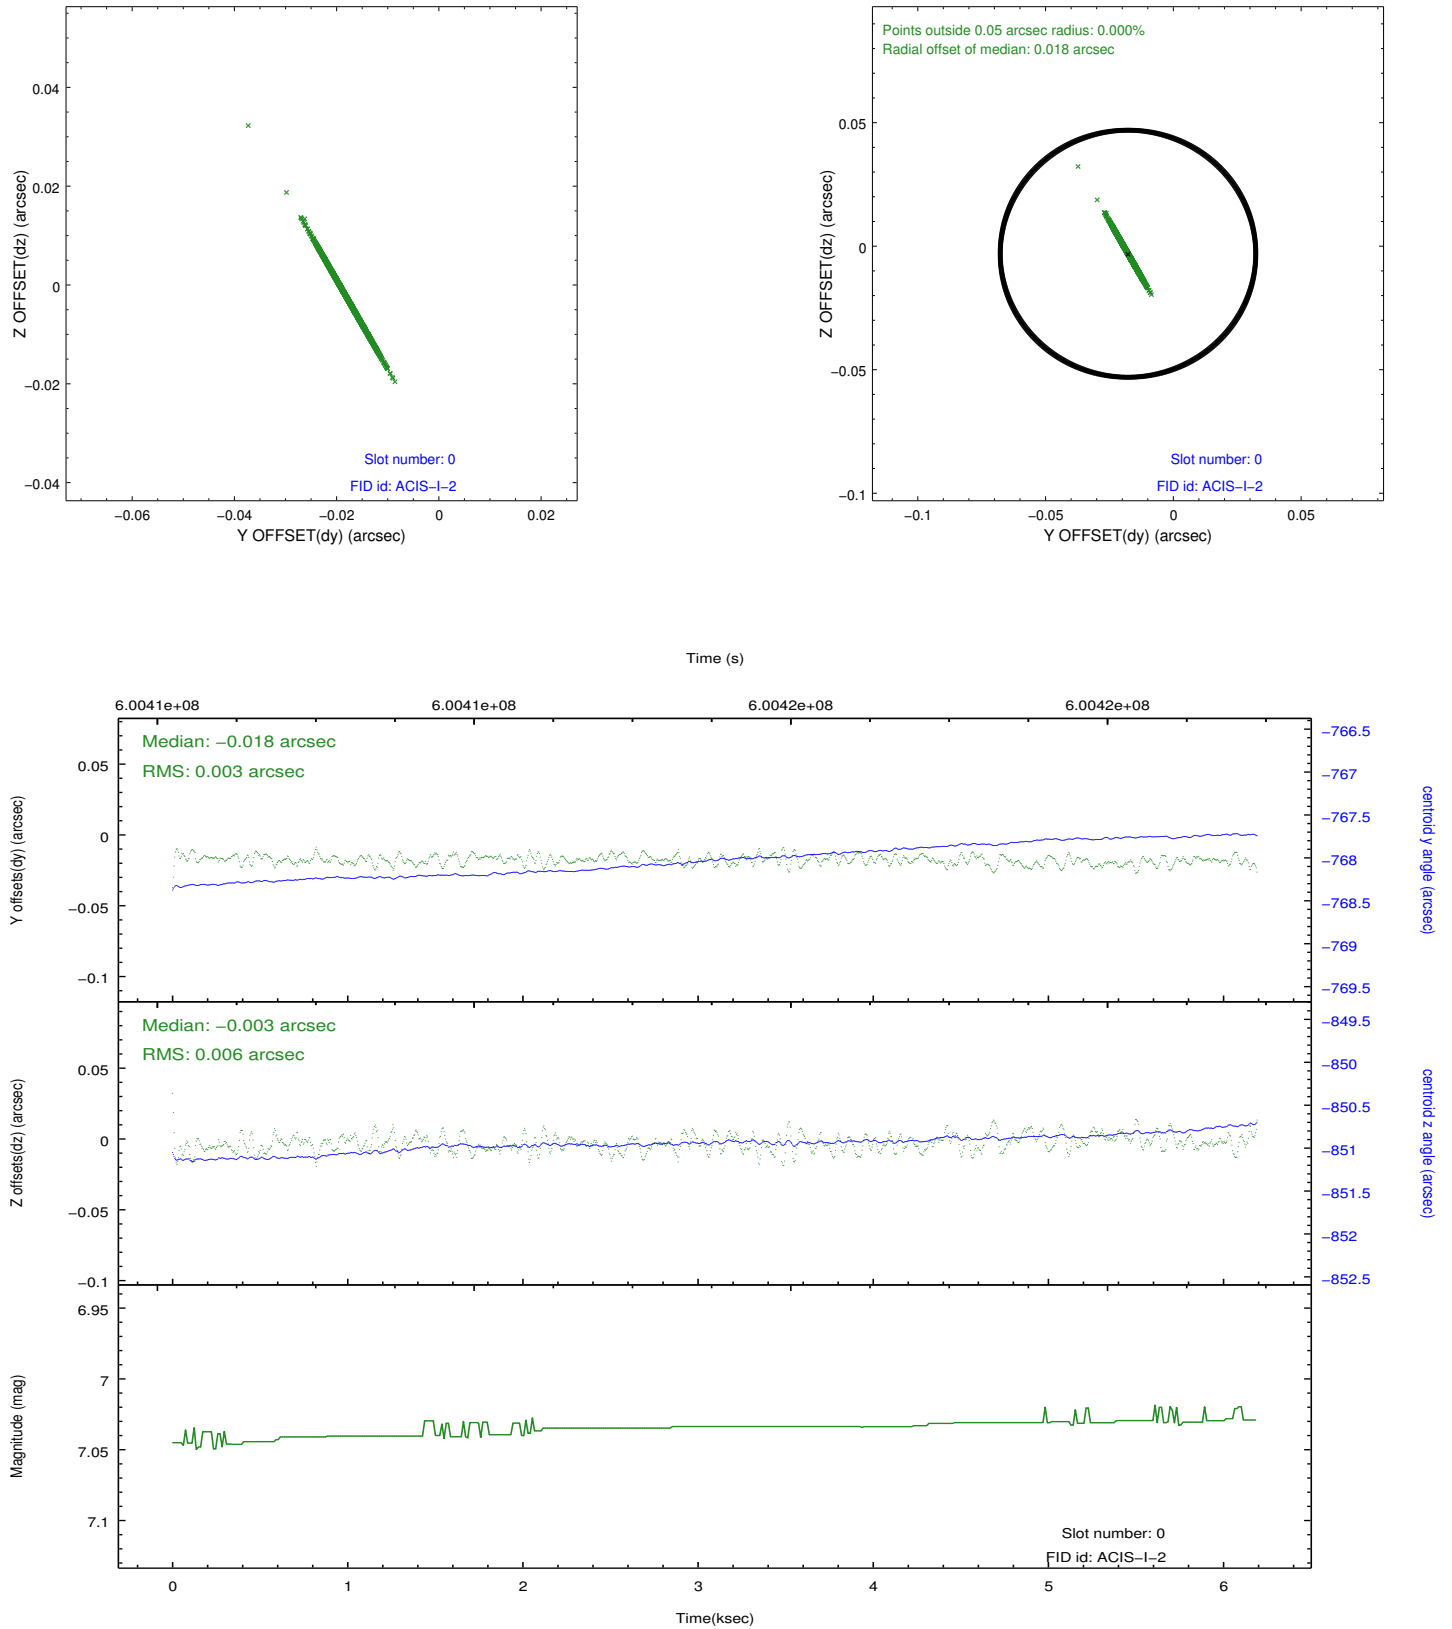 0.04
0.02
0
−0.02
−0.04
Z OFFSET(dz) (arcsec)
Slot number: 0
FID id: ACIS−I−2
−0.06
−0.04
−0.02
0
0.02
Y OFFSET(dy) (arcsec)
Points outside 0.05 arcsec radius: 0.000%
Radial offset of median: 0.018 arcsec
0.05
0
−0.05
−0.1
Z OFFSET(dz) (arcsec)
Slot number: 0
FID id: ACIS−I−2
−0.1
−0.05
0
0.05
Y OFFSET(dy) (arcsec)
Time (s)
6.0041e+08
6.0041e+08
6.0042e+08
6.0042e+08
Median: −0.018 arcsec
RMS: 0.003 arcsec
0.05
0
−0.05
−0.1
Y offsets(dy) (arcsec)
−766.5
−767
−767.5
−768
−768.5
−769
−769.5
centroid y angle (arcsec)
Median: −0.003 arcsec
RMS: 0.006 arcsec
0.05
0
−0.05
−0.1
Z offsets(dz) (arcsec)
−849.5
−850
−850.5
−851
−851.5
−852
−852.5
centroid z angle (arcsec)
6.95
7
7.05
7.1
Magnitude (mag)
Slot number: 0
FID id: ACIS−I−2
0
1
2
3
4
5
6
Time(ksec)